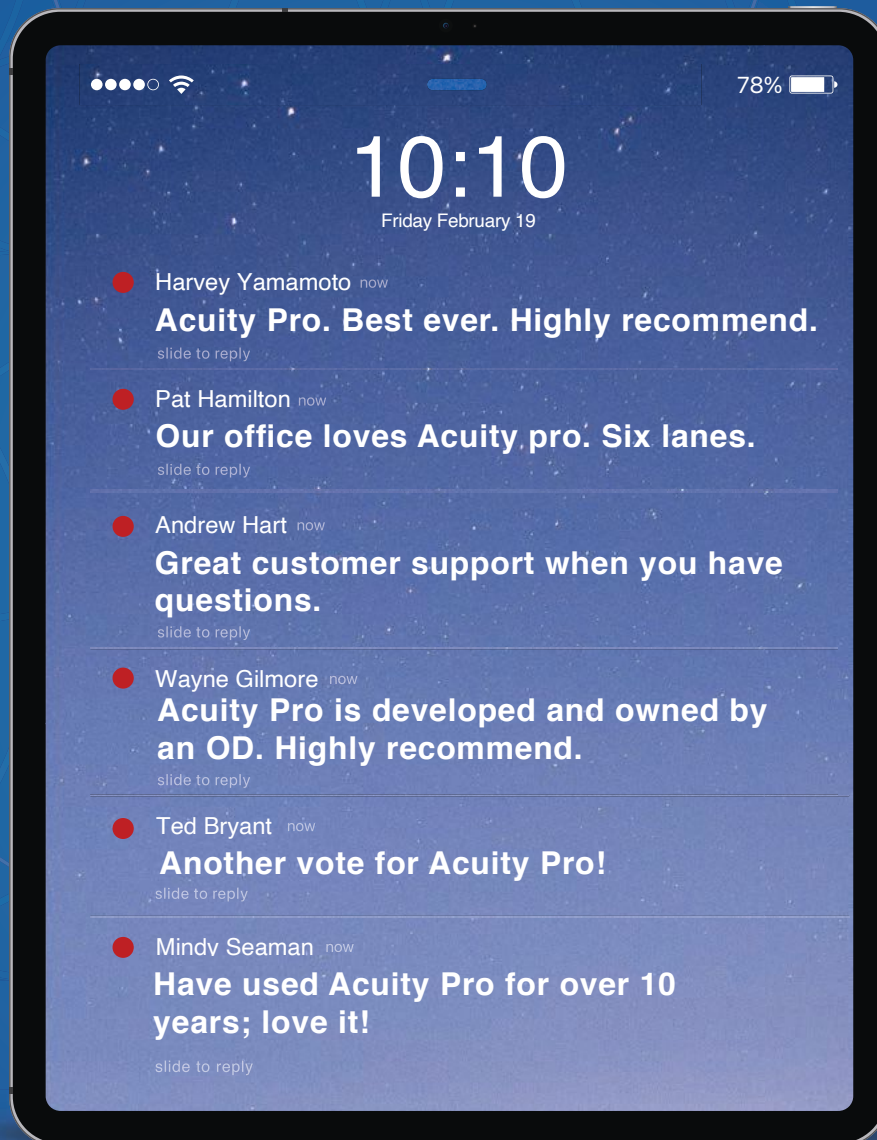 78%
10:10
Friday February 19
Harvey Yamamoto now
Acuity Pro. Best ever. Highly recommend.
slide to reply
Pat Hamilton now
Our office loves Acuity pro. Six lanes.
slide to reply
Andrew Hart now
Great customer support when you have
questions.
slide to reply
Wayne Gilmore now
Acuity Pro is developed and owned by
an OD. Highly recommend.
slide to reply
Ted Bryant now
Another vote for Acuity Pro!
slide to reply
Mindy Seaman now
Have used Acuity Pro for over 10
years; love it!
slide to reply